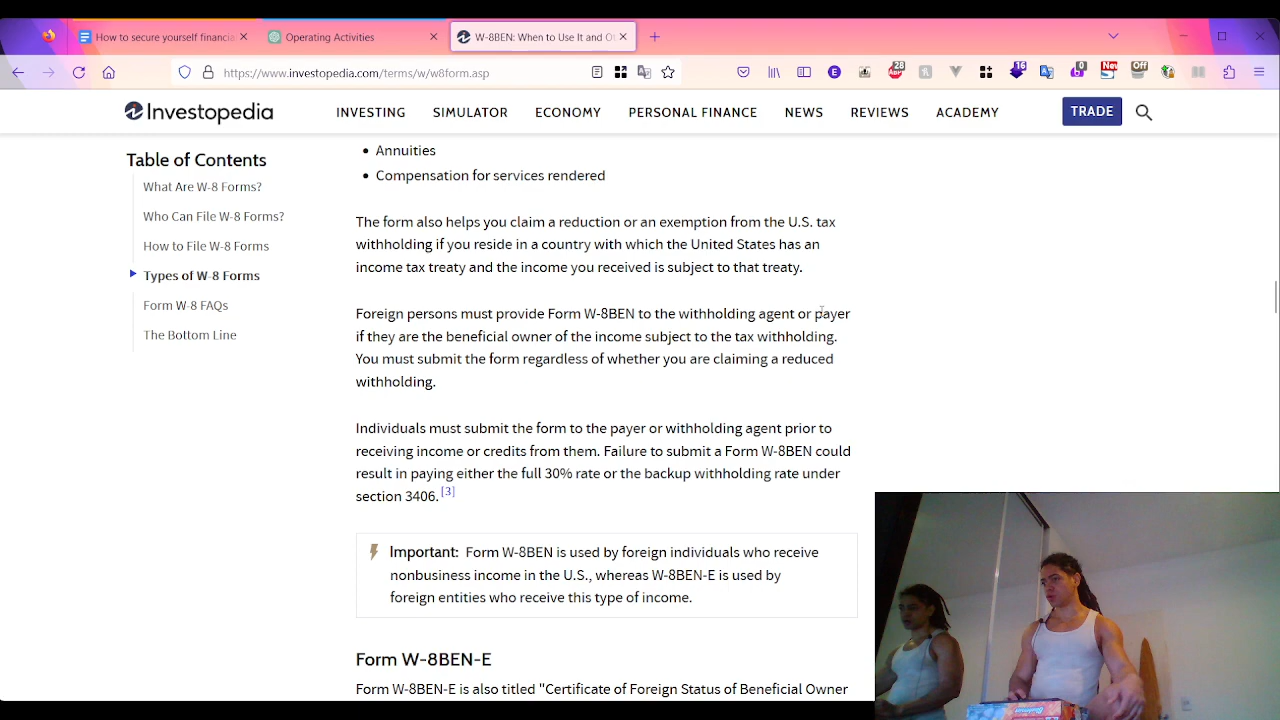 How to secure yourself financia
Operating Activities
W-8BEN: When to Use It and Ot
https://www.investopedia.com/terms/w/w8form.asp
28
16
0
New
Off
Investopedia
INVESTING
SIMULATOR
ECONOMY
PERSONAL FINANCE
NEWS
REVIEWS
ACADEMY
TRADE
Table of Contents
What Are W-8 Forms?
Who Can File W-8 Forms?
How to File W-8 Forms
Types of W-8 Forms
Form W-8 FAQs
The Bottom Line
Annuities
Compensation for services rendered
The form also helps you claim a reduction or an exemption from the U.S. tax
withholding if you reside in a country with which the United States has an
income tax treaty and the income you received is subject to that treaty.
Foreign persons must provide Form W-8BEN to the withholding agent or payer
if they are the beneficial owner of the income subject to the tax withholding.
You must submit the form regardless of whether you are claiming a reduced
withholding.
Individuals must submit the form to the payer or withholding agent prior to
receiving income or credits from them. Failure to submit a Form W-8BEN could
result in paying either the full 30% rate or the backup withholding rate under
section 3406. [3]
Important: Form W-8BEN is used by foreign individuals who receive
nonbusiness income in the U.S., whereas W-8BEN-E is used by
foreign entities who receive this type of income.
Form W-8BEN-E
Form W-8BEN-E is also titled "Certificate of Foreign Status of Beneficial Owner